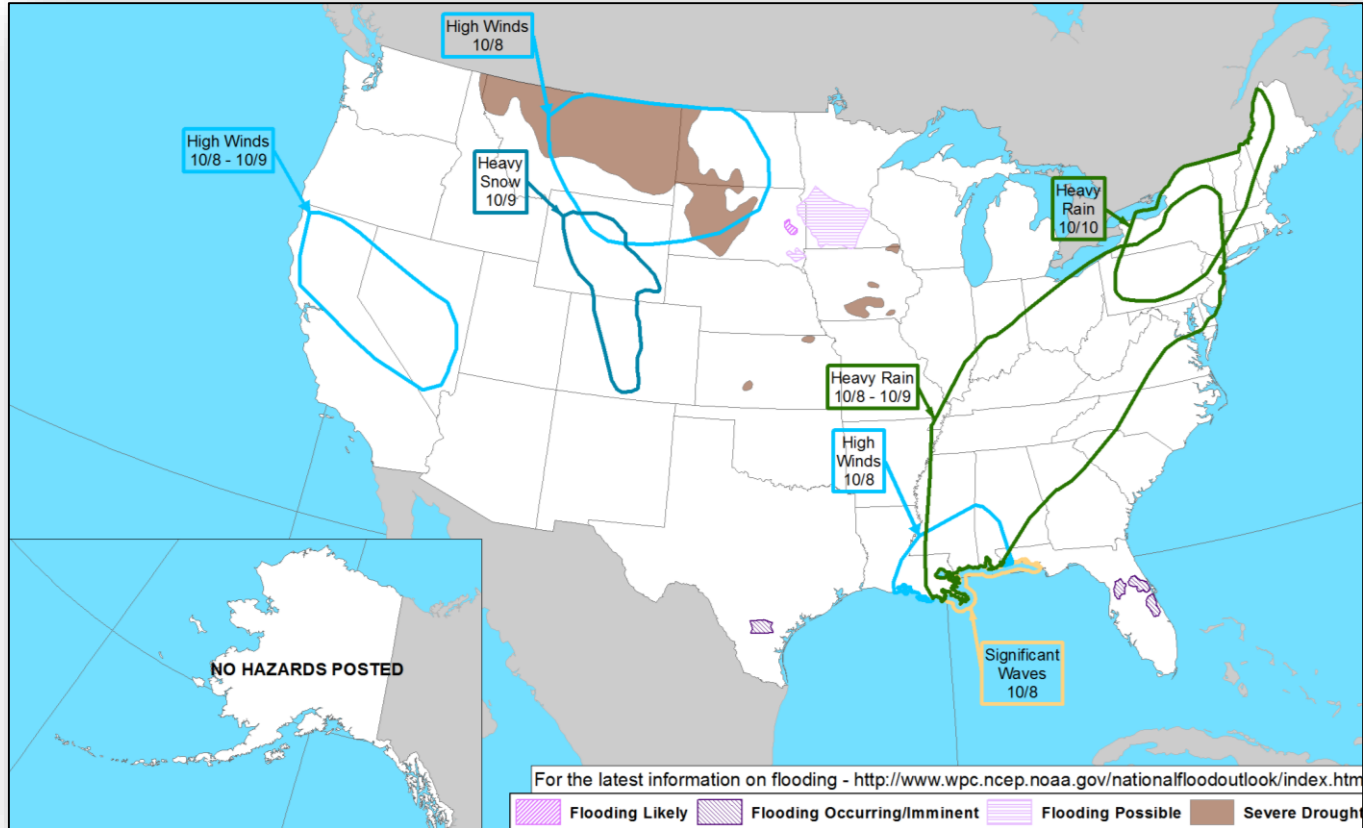 High Winds
10/8
High Winds
10/8 - 10/9
Heavy
Snow
10/9
Heavy
Rain
10/10
Heavy Rain
10/8 - 10/9
High
Winds
10/8
Significant
Waves
10/8
NO HAZARDS POSTED
For the latest information on flooding - http://www.wpc.ncep.noaa.gov/nationalfloodoutlook/index.htm
Flooding Likely
Flooding Occurring/Imminent
Flooding Possible
Severe Drought